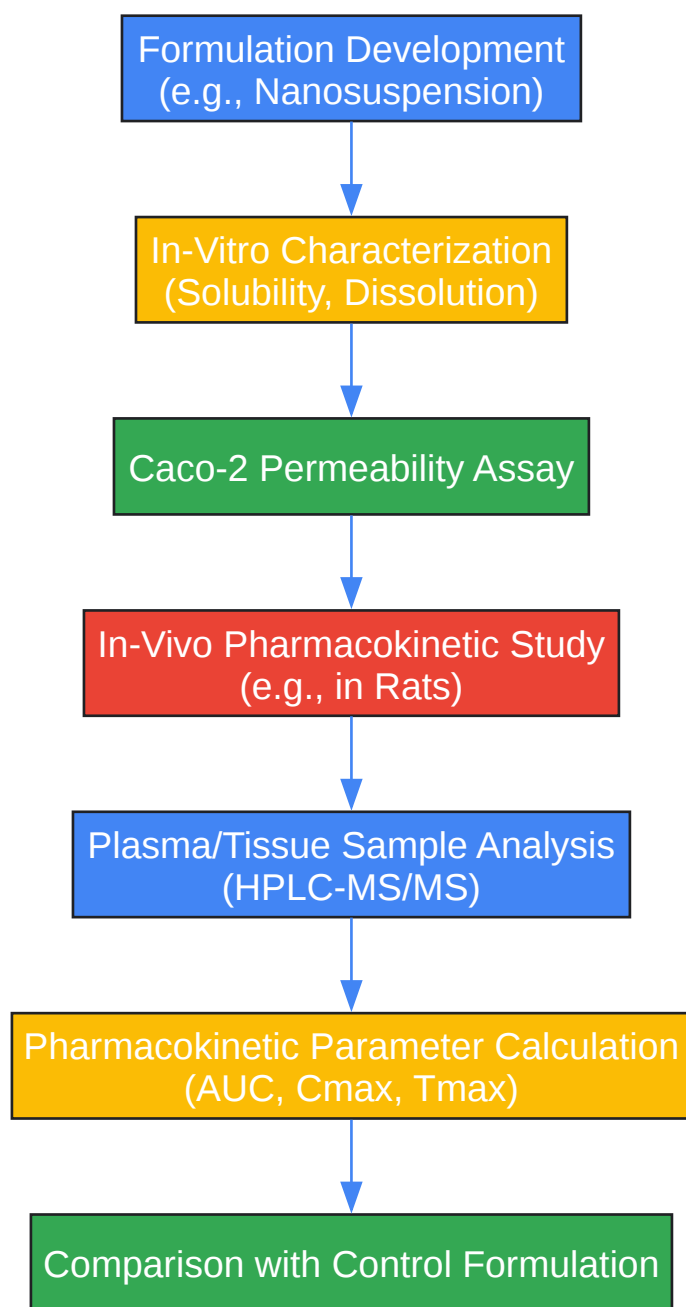 Formulation Development
(e.g., Nanosuspension)
In-Vitro Characterization
(Solubility, Dissolution)
Caco-2 Permeability Assay
In-Vivo Pharmacokinetic Study
(e.g., in Rats)
Plasma/Tissue Sample Analysis
(HPLC-MS/MS)
Pharmacokinetic Parameter Calculation
(AUC, Cmax, Tmax)
Comparison with Control Formulation